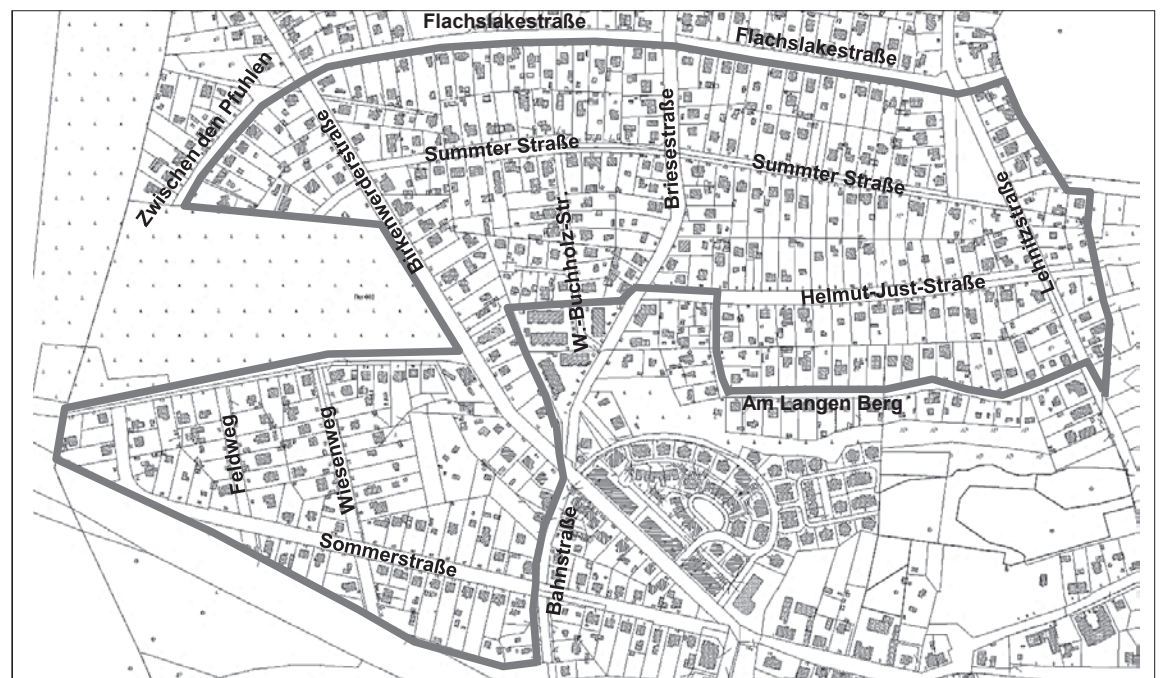 Flachslakestraße
Flachslakestraße
Zwischen den Pfuhlen
Birkenwerderstraße
Summter Straße
Briesestraße
Summter Straße
Lehnitzstraße
W.-Buchholz-Str.
Helmut-Just-Straße
Am Langen Berg
Feldweg
Wiesenweg
Sommerstraße
Bahnstraße